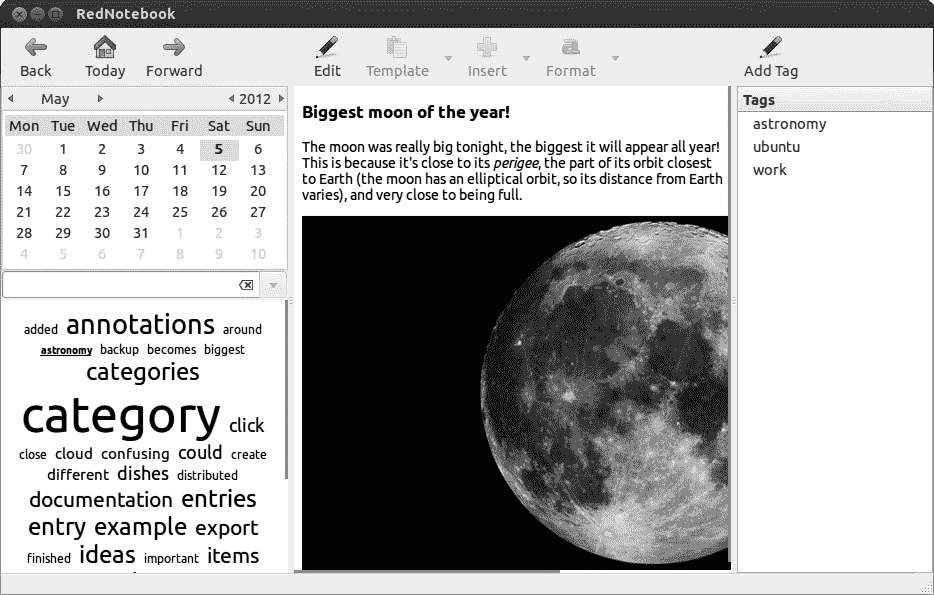 RedNotebook
Back Today Forward Edit Template Insert Format Add Tag
May 2012
Mon Tue Wed Thu Fri Sat Sun
30 1 2 3 4 5 6
7 8 9 10 11 12 13
14 15 16 17 18 19 20
21 22 23 24 25 26 27
28 29 30 31 1 2 3
4 5 6 7 8 9 10
added annotations around
astronomy backup becomes biggest
categories
category click
close cloud confusing could create
different dishes distributed
documentation entries
entry example export
finished ideas important items
Biggest moon of the year!
The moon was really big tonight, the biggest it will appear all year!
This is because it's close to its perigee, the part of its orbit closest
to Earth (the moon has an elliptical orbit, so its distance from Earth
varies), and very close to being full.
Tags
astronomy
ubuntu
work